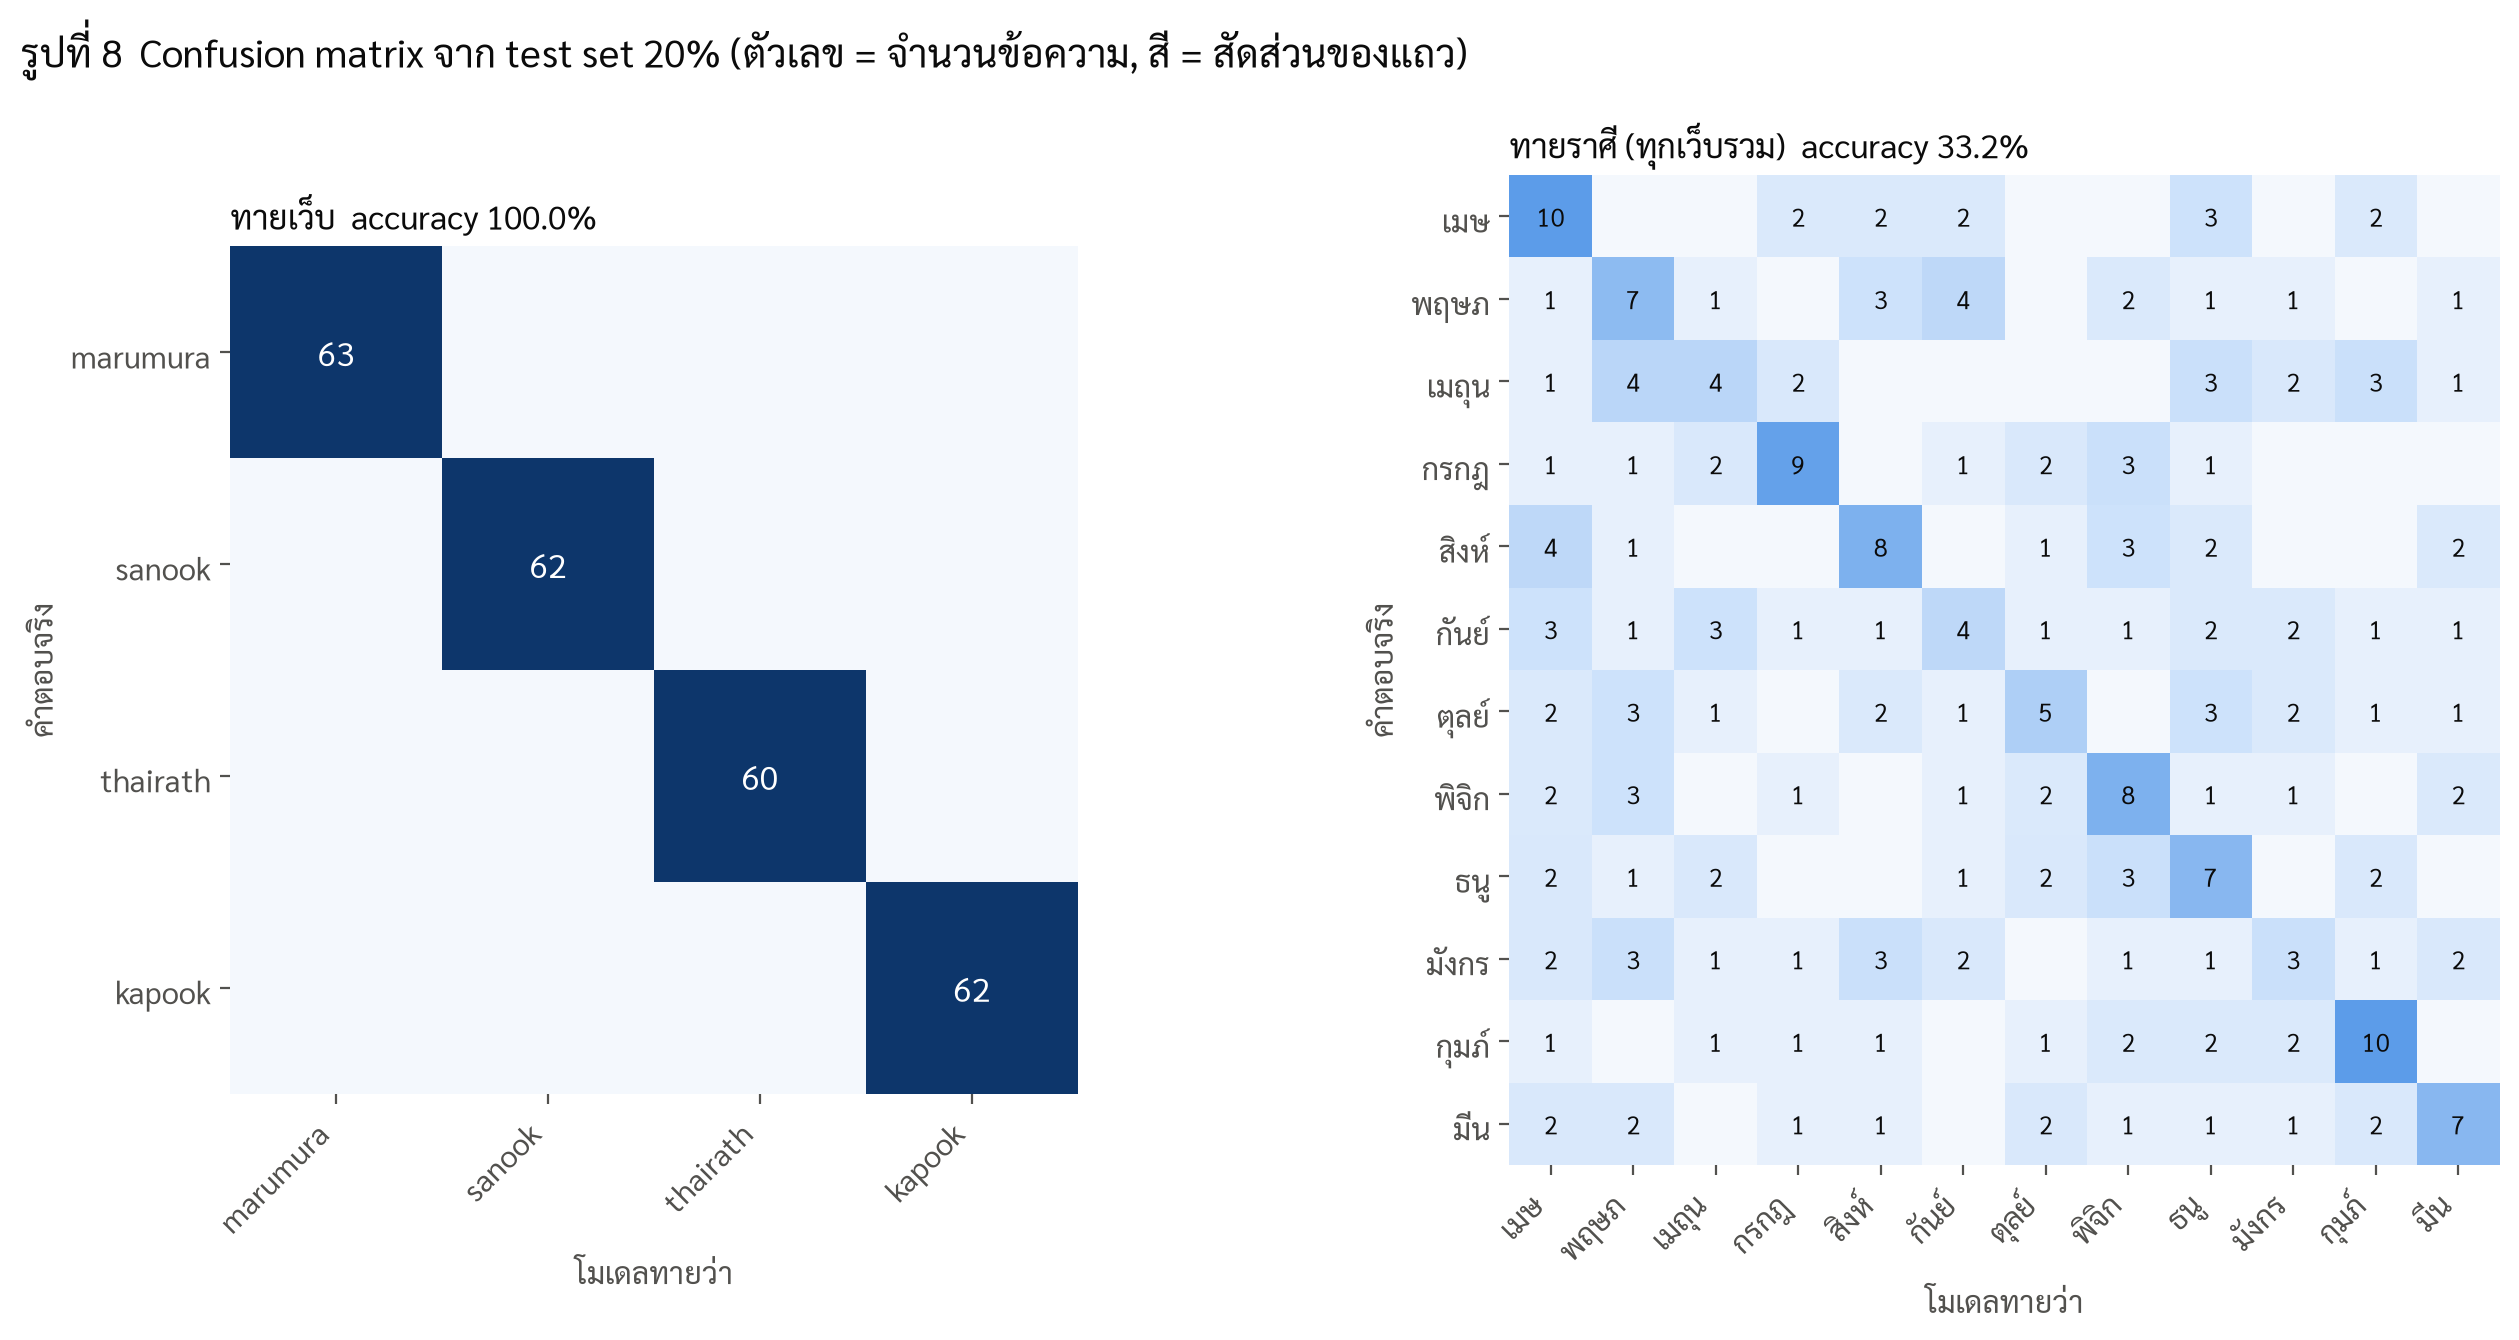 รูปที่ 8 Confusion matrix จาก test set 20% (ตัวเลข = จำนวนข้อความ, สี = สัดส่วนของแถว)
ทายเว็บ accuracy 100.0%
คำตอบจริง
marumura 63
sanook 62
thairath 60
kapook 62
marumura sanook thairath kapook
โมเดลทายว่า
ทายราศี (ทุกเว็บรวม) accuracy 33.2%
คำตอบจริง
เมษ 10 2 2 2 3 2
พฤษภ 1 7 1 3 4 2 1 1 1
เมถุน 1 4 4 2 3 2 3 1
กรกฎ 1 1 2 9 1 2 3 1
สิงห์ 4 1 8 1 3 2 2
กันย์ 3 1 3 1 1 4 1 1 2 2 1 1
ตุลย์ 2 3 1 2 1 5 3 2 1 1
พิจิก 2 3 1 1 2 8 1 1 2
ธนู 2 1 2 1 2 3 7 2
มังกร 2 3 1 1 3 2 1 1 3 1 2
กุมภ์ 1 1 1 1 1 2 2 2 10
มีน 2 2 1 1 2 1 1 1 2 7
เมษ พฤษภ เมถุน กรกฎ สิงห์ กันย์ ตุลย์ พิจิก ธนู มังกร กุมภ์ มีน
โมเดลทายว่า